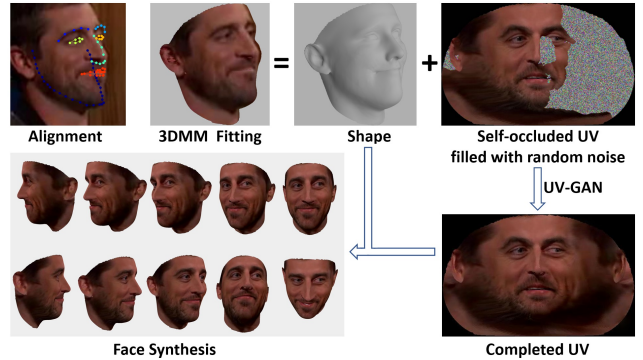 =
+
Alignment
3DMM Fitting
Shape
Self-occluded UV
filled with random noise
UV-GAN
Face Synthesis
Completed UV